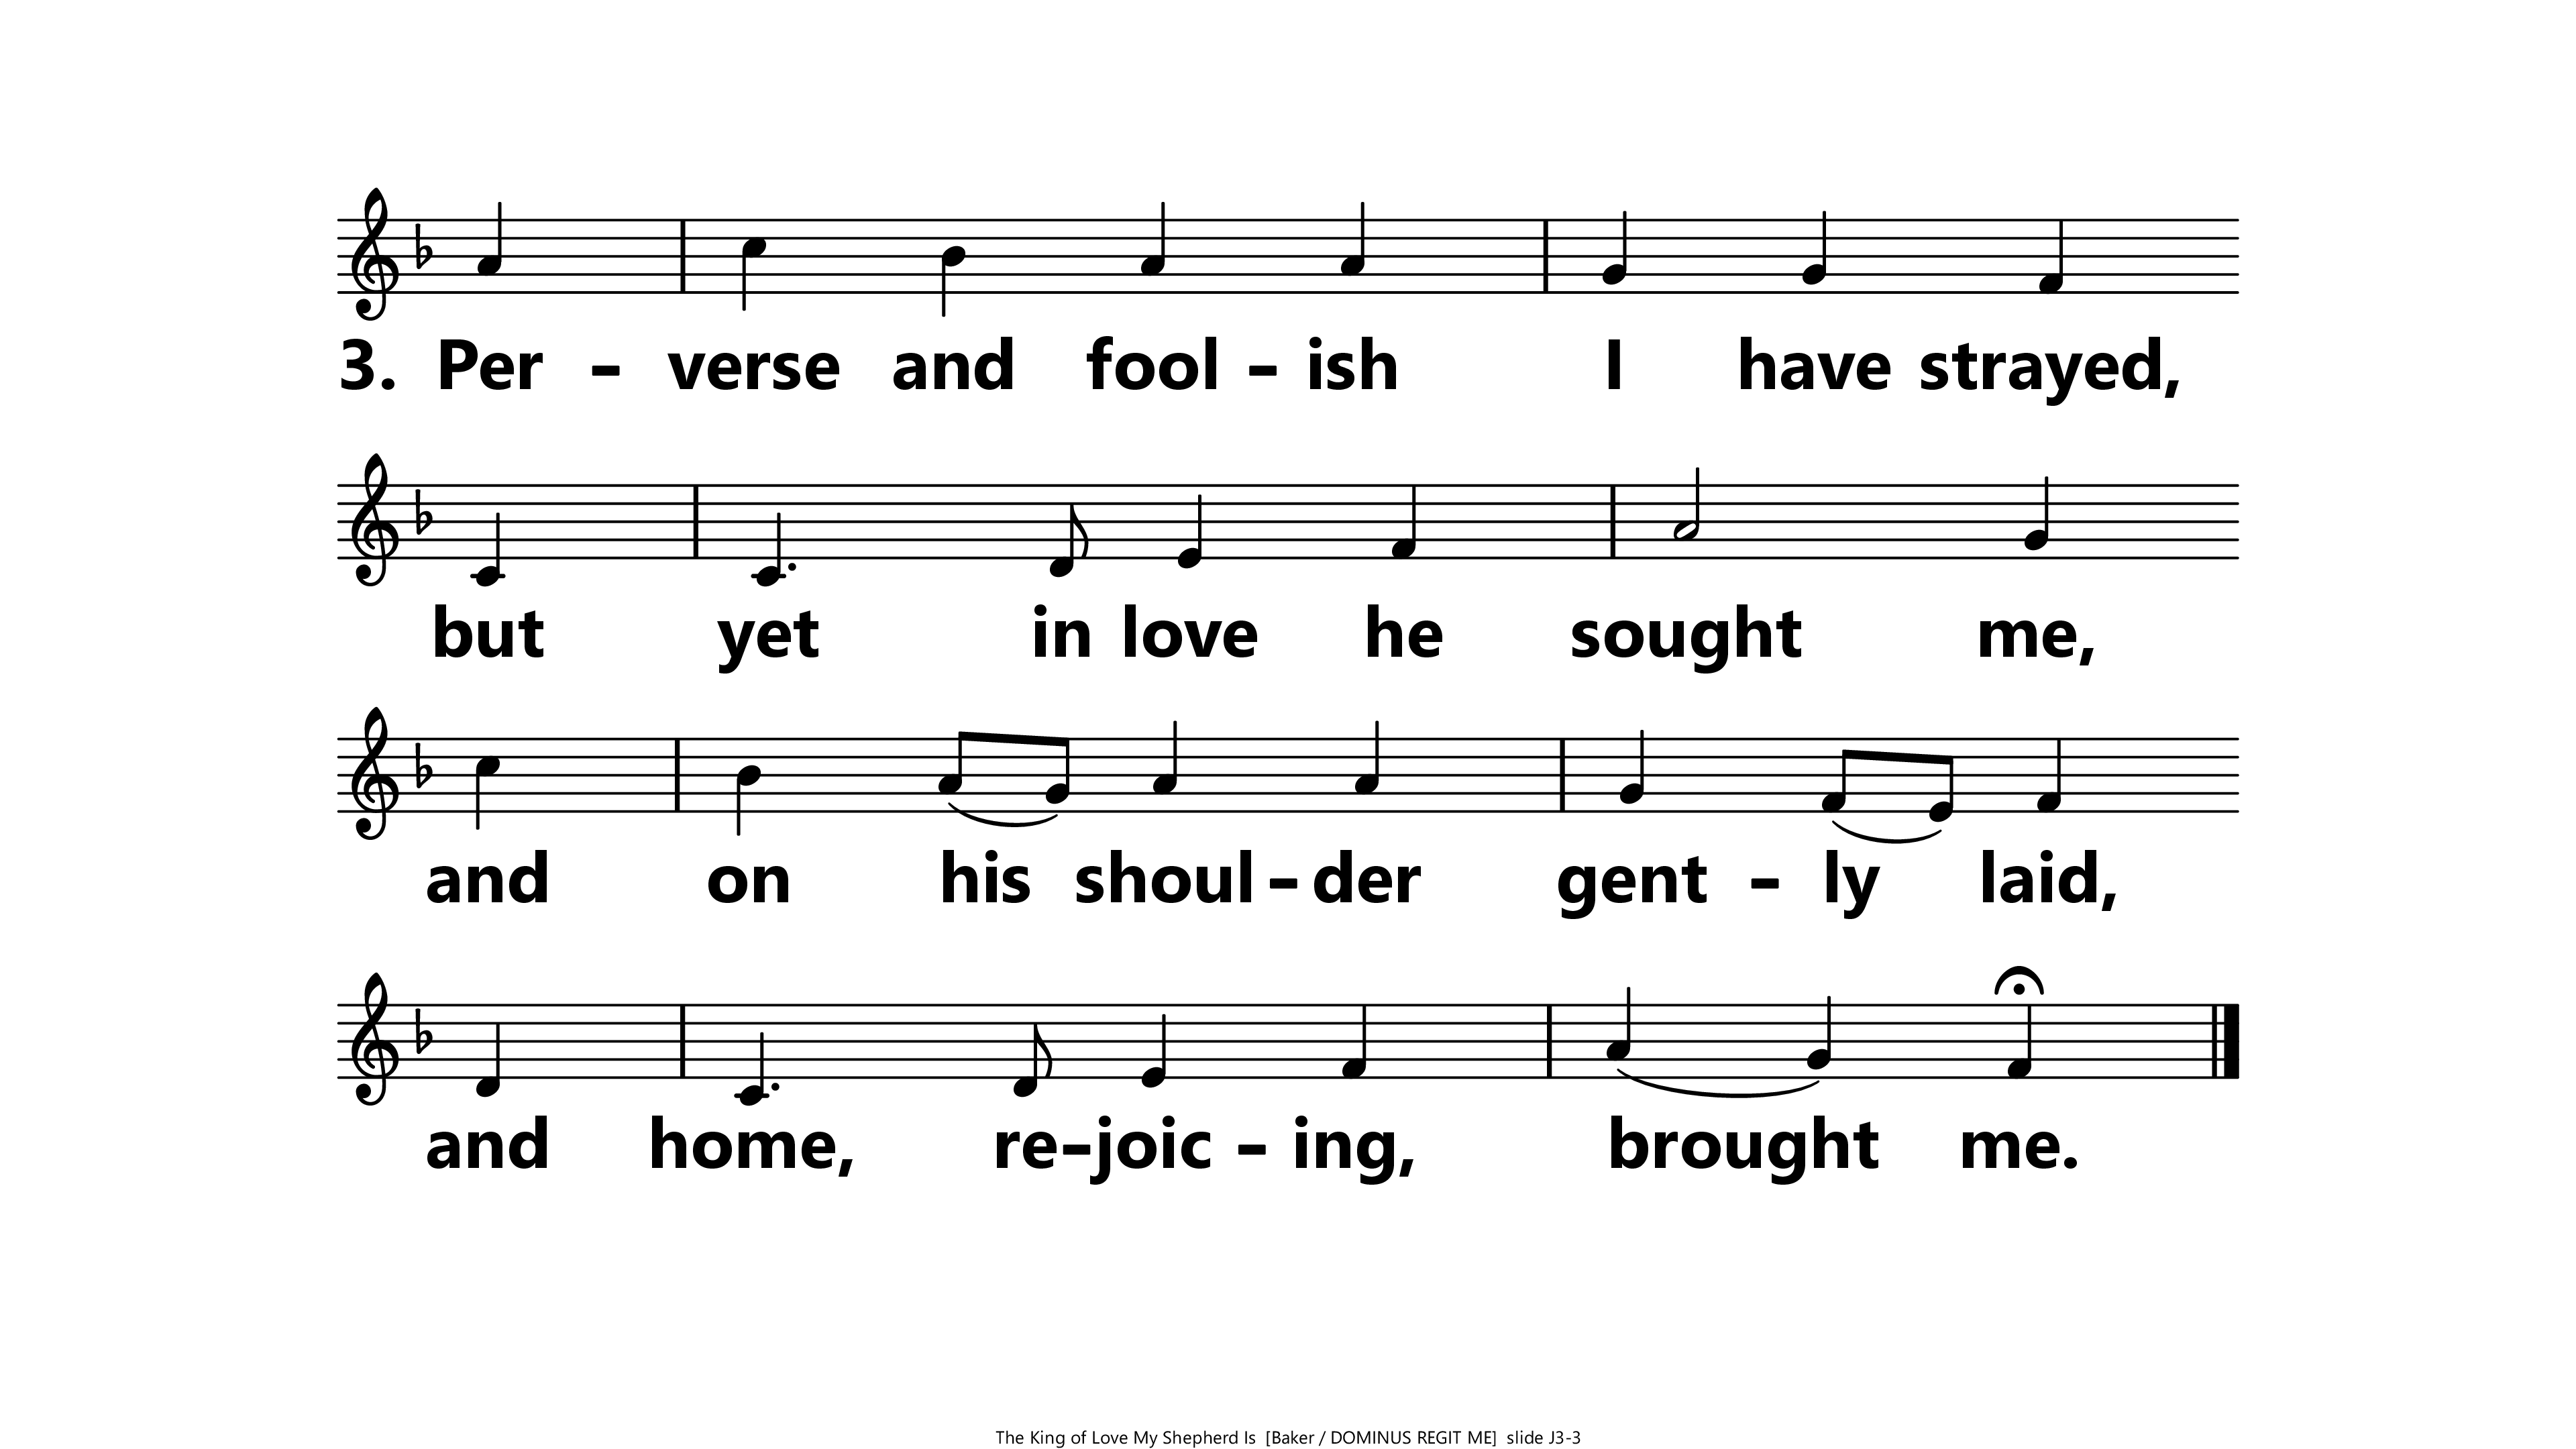 3. Per - verse and fool - ish I have strayed,
but yet in love he sought me,
and on his shoul - der gent - ly laid,
and home, re-joic - ing, brought me.
The King of Love My Shepherd Is [Baker / DOMINUS REGIT ME] slide J3-3